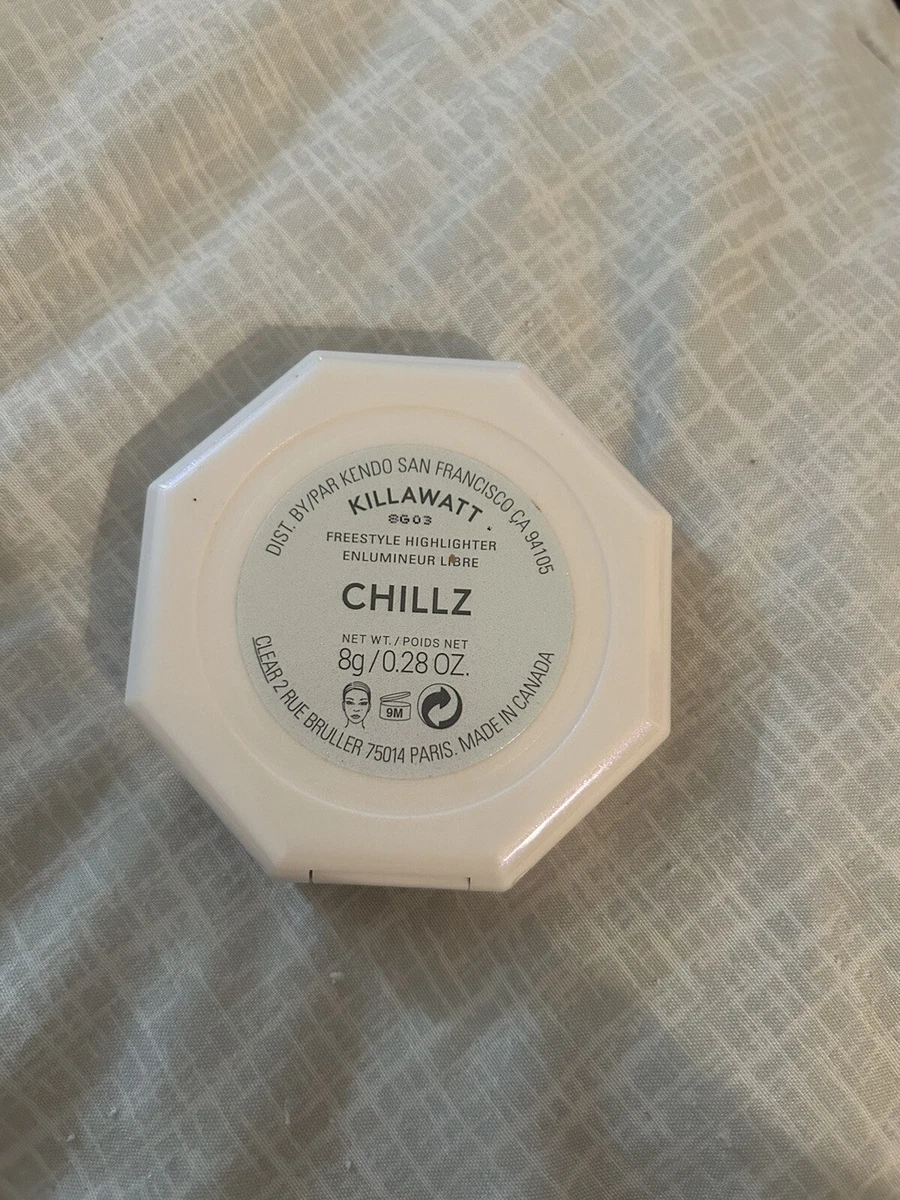 DIST. BY/PAR KENDO SAN FRANCISCO CA 94105
KILLAWATT
8G03
FREESTYLE HIGHLIGHTER
ENLUMINEUR LIBRE
CHILLZ
NET WT. / POIDS NET
8g/0.28 OZ.
9M
CLEAR 2 RUE BRULLER 75014 PARIS. MADE IN CANADA